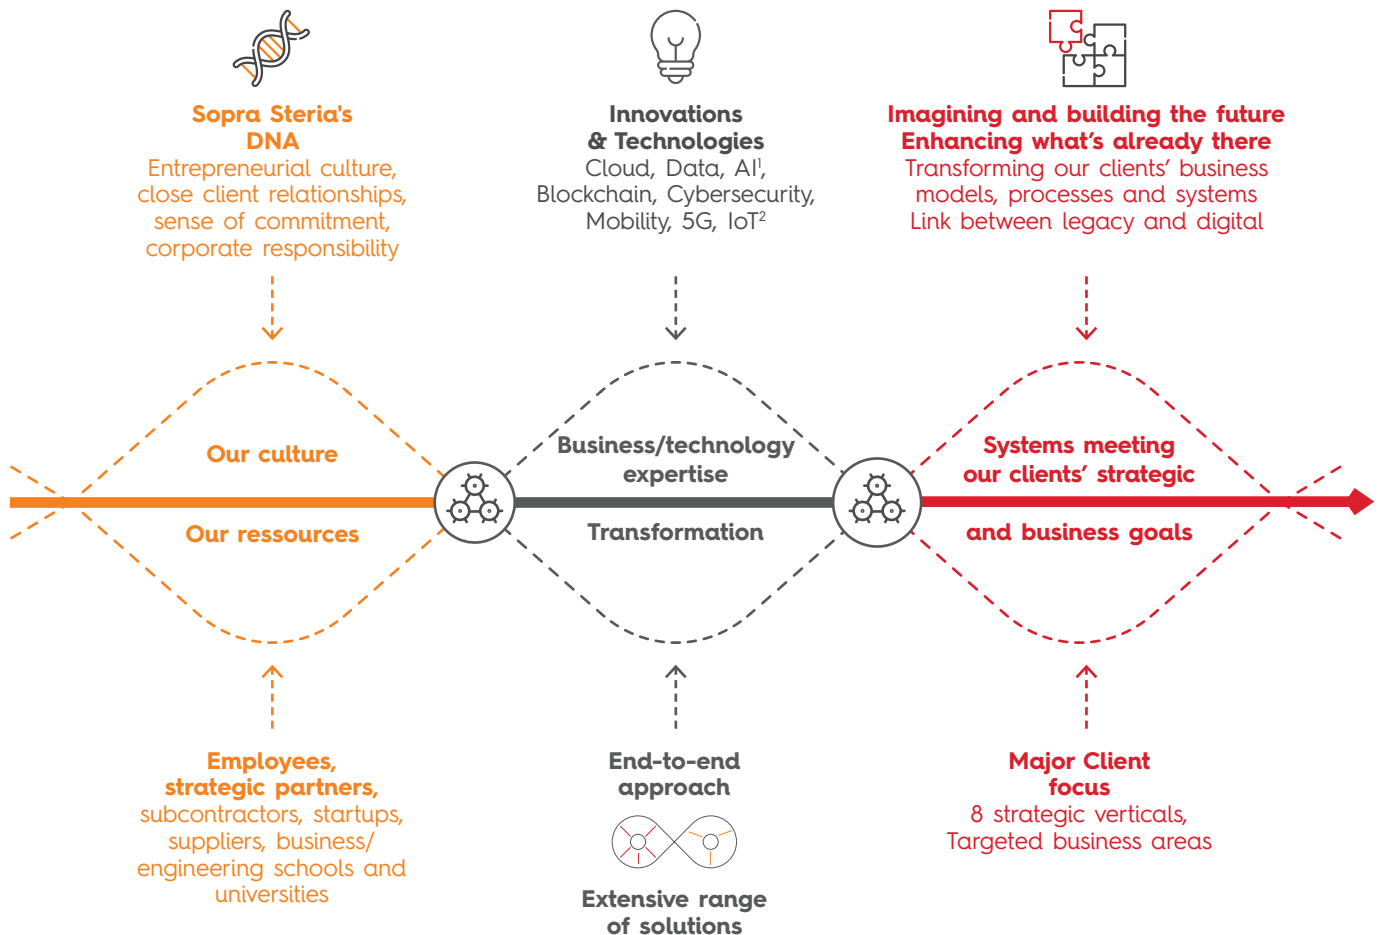 Sopra Steria's
DNA
Entrepreneurial culture,
close client relationships,
sense of commitment,
corporate responsibility
Innovations
& Technologies
Cloud, Data, AI¹,
Blockchain, Cybersecurity,
Mobility, 5G, IoT²
Imagining and building the future
Enhancing what's already there
Transforming our clients' business
models, processes and systems
Link between legacy and digital
Our culture
Our ressources
Business/technology
expertise
Transformation
Systems meeting
our clients' strategic
and business goals
Employees,
strategic partners,
subcontractors, startups,
suppliers, business/
engineering schools and
universities
End-to-end
approach
Extensive range
of solutions
Major Client
focus
8 strategic verticals,
Targeted business areas